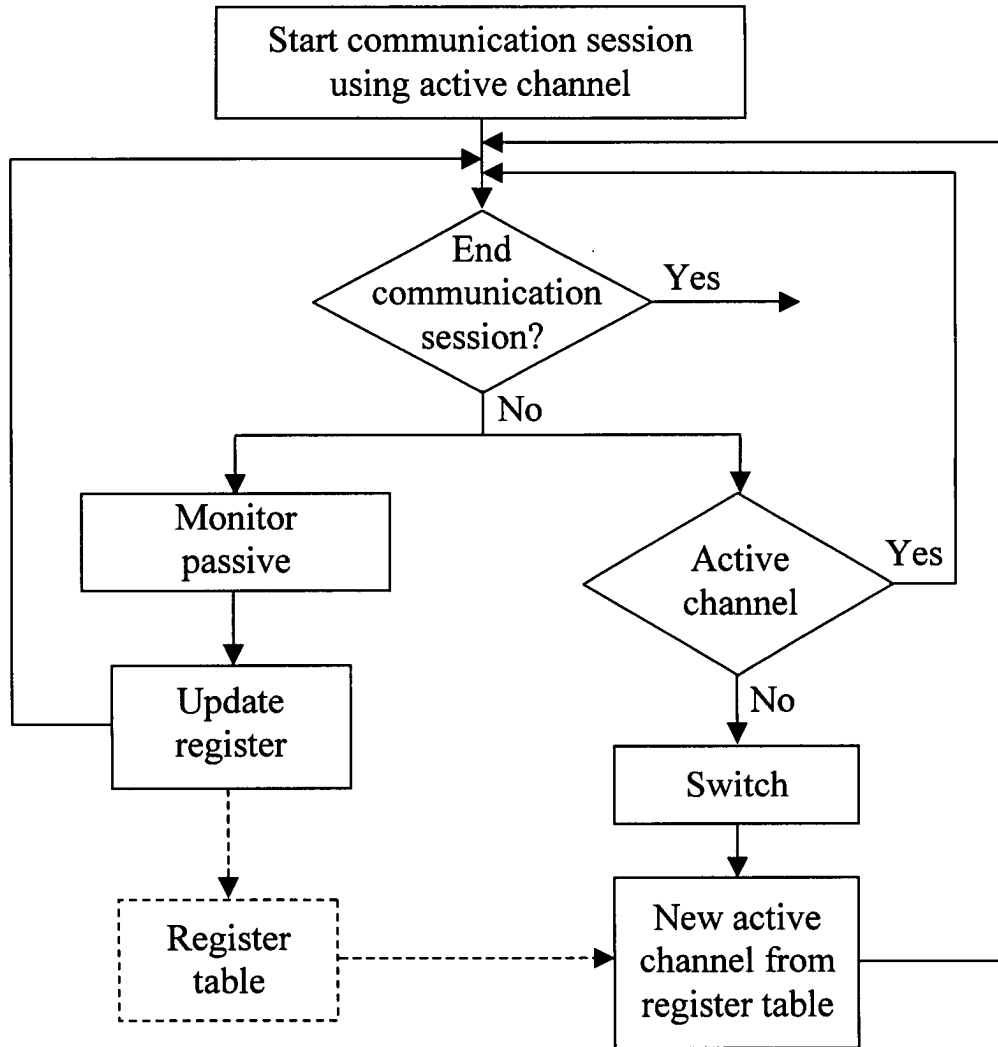 Start communication session
using active channel
End
communication
session?
Yes
No
Monitor
passive
Active
channel
Yes
Update
register
No
Switch
Register
table
New active
channel from
register table